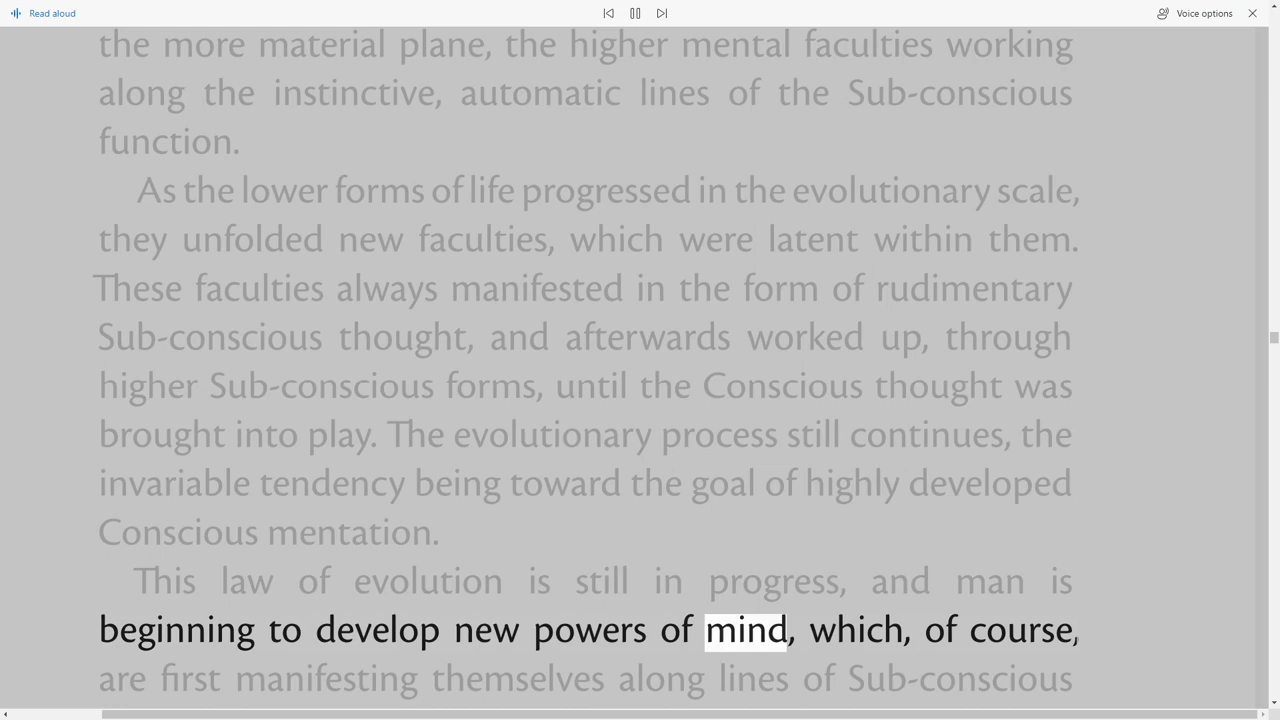 Read aloud
Voice options
the more material plane, the higher mental faculties working
along the instinctive, automatic lines of the Sub-conscious
function.
As the lower forms of life progressed in the evolutionary scale,
they unfolded new faculties, which were latent within them.
These faculties always manifested in the form of rudimentary
Sub-conscious thought, and afterwards worked up, through
higher Sub-conscious forms, until the Conscious thought was
brought into play. The evolutionary process still continues, the
invariable tendency being toward the goal of highly developed
Conscious mentation.
This law of evolution is still in progress, and man is
beginning to develop new powers of mind, which, of course,
are first manifesting themselves along lines of Sub-conscious